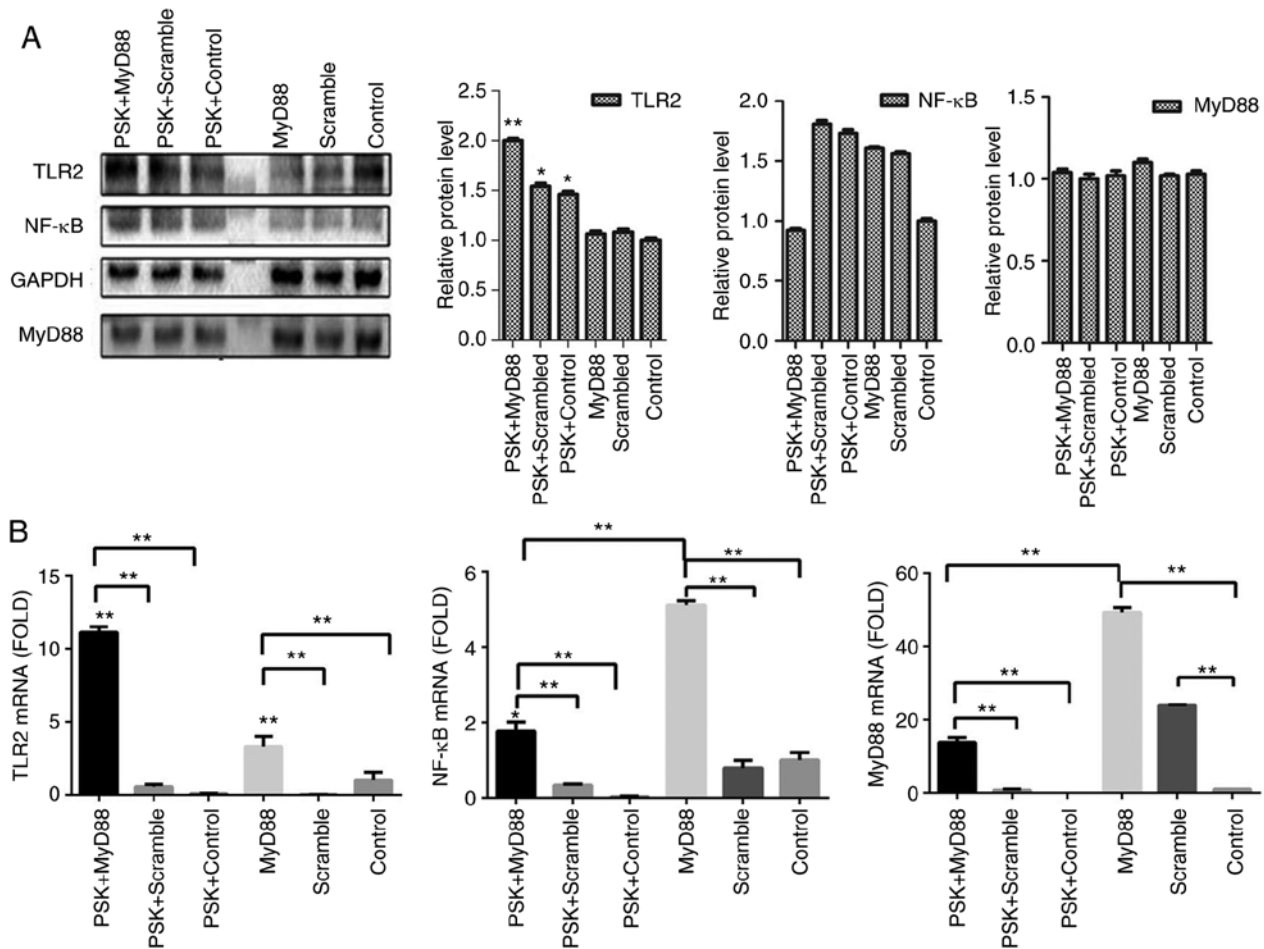 A
PSK+MyD88
PSK+Scramble
PSK+Control
MyD88
Scramble
Control
TLR2
NF-κB
GAPDH
MyD88
TLR2
Relative protein level
2.5
2.0
1.5
1.0
0.5
0.0
**
*
*
PSK+MyD88
PSK+Scrambled
PSK+Control
MyD88
Scrambled
Control
NF-κB
Relative protein level
2.0
1.5
1.0
0.5
0.0
PSK+MyD88
PSK+Scrambled
PSK+Control
MyD88
Scrambled
Control
MyD88
Relative protein level
1.5
1.0
0.5
0.0
PSK+MyD88
PSK+Scrambled
PSK+Control
MyD88
Scrambled
Control
B
TLR2 mRNA (FOLD)
15
10
5
0
**
**
**
**
**
**
PSK+MyD88
PSK+Scramble
PSK+Control
MyD88
Scramble
Control
NF-κB mRNA (FOLD)
6
4
2
0
**
**
**
**
**
*
PSK+MyD88
PSK+Scramble
PSK+Control
MyD88
Scramble
Control
MyD88 mRNA (FOLD)
60
40
20
0
**
**
**
**
**
PSK+MyD88
PSK+Scramble
PSK+Control
MyD88
Scramble
Control